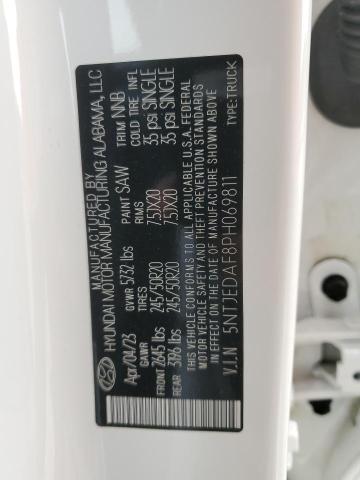 MANUFACTURED BY
HYUNDAI MOTOR MANUFACTURING ALABAMA, LLC
Apr/04/23 GVWR 5732 lbs PAINT SAW TRIM NNB
GAWR TIRES RIMS COLD TIRE INFL
FRONT 2645 lbs 245/50R20 7.5JX20 35 psi SINGLE
REAR 3196 lbs 245/50R20 7.5JX20 35 psi SINGLE
THIS VEHICLE CONFORMS TO ALL APPLICABLE U.S.A. FEDERAL
MOTOR VEHICLE SAFETY AND THEFT PREVENTION STANDARDS
IN EFFECT ON THE DATE OF MANUFACTURE SHOWN ABOVE
V.I.N 5NTJEDAF8PH069811 TYPE:TRUCK